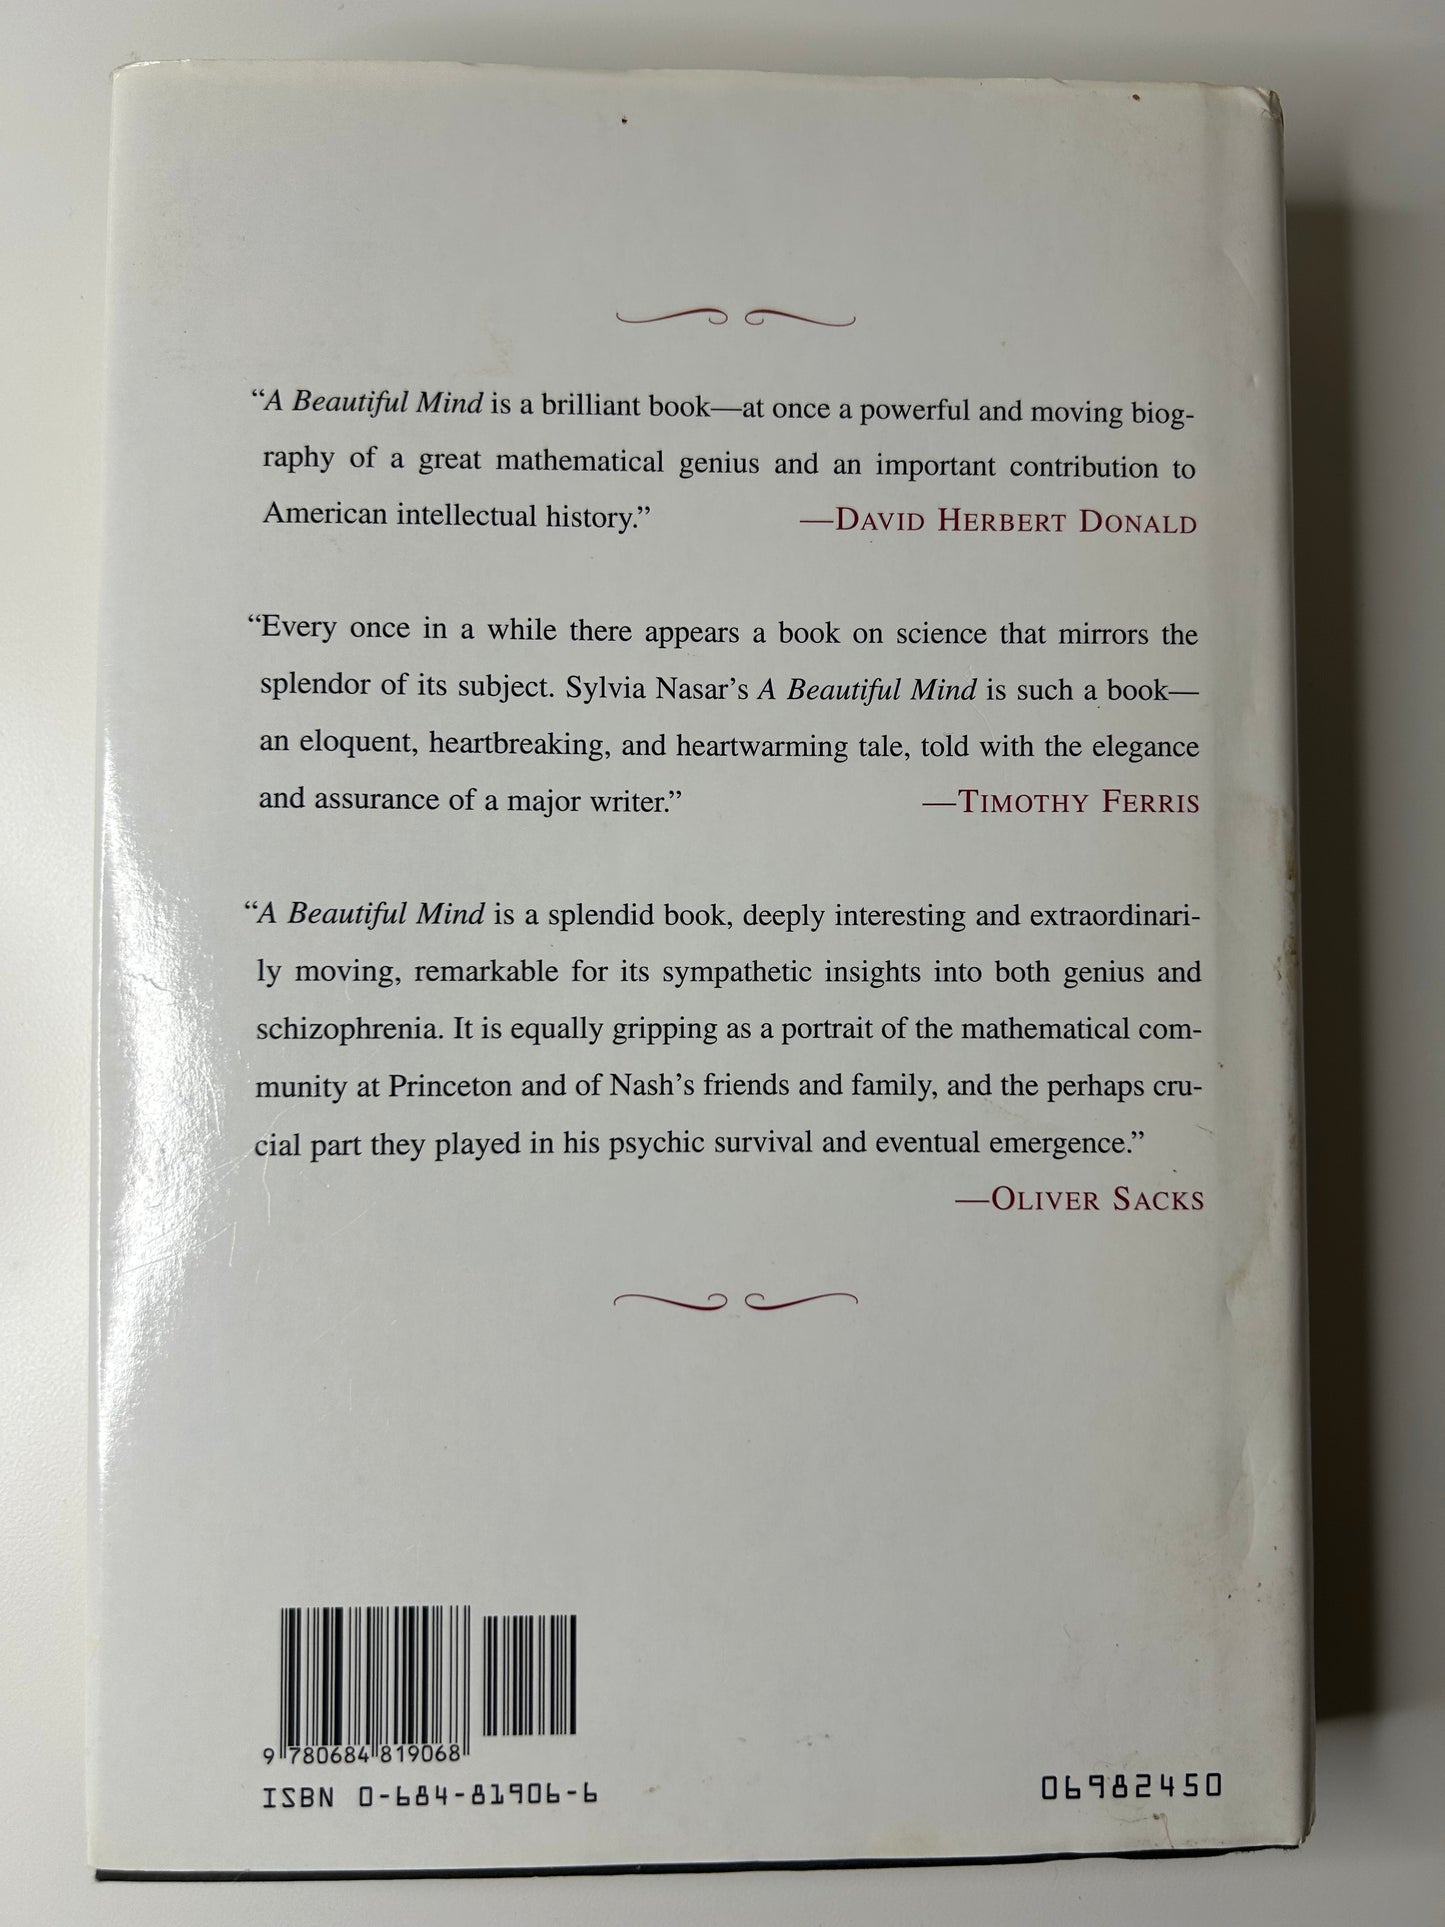 “A Beautiful Mind is a brilliant book—at once a powerful and moving biog-
raphy of a great mathematical genius and an important contribution to
American intellectual history.” —DAVID HERBERT DONALD
“Every once in a while there appears a book on science that mirrors the
splendor of its subject. Sylvia Nasar’s A Beautiful Mind is such a book—
an eloquent, heartbreaking, and heartwarming tale, told with the elegance
and assurance of a major writer.” —TIMOTHY FERRIS
“A Beautiful Mind is a splendid book, deeply interesting and extraordinari-
ly moving, remarkable for its sympathetic insights into both genius and
schizophrenia. It is equally gripping as a portrait of the mathematical com-
munity at Princeton and of Nash’s friends and family, and the perhaps cru-
cial part they played in his psychic survival and eventual emergence.”
—OLIVER SACKS
9 780684 819068
ISBN 0-684-81906-6
06982450